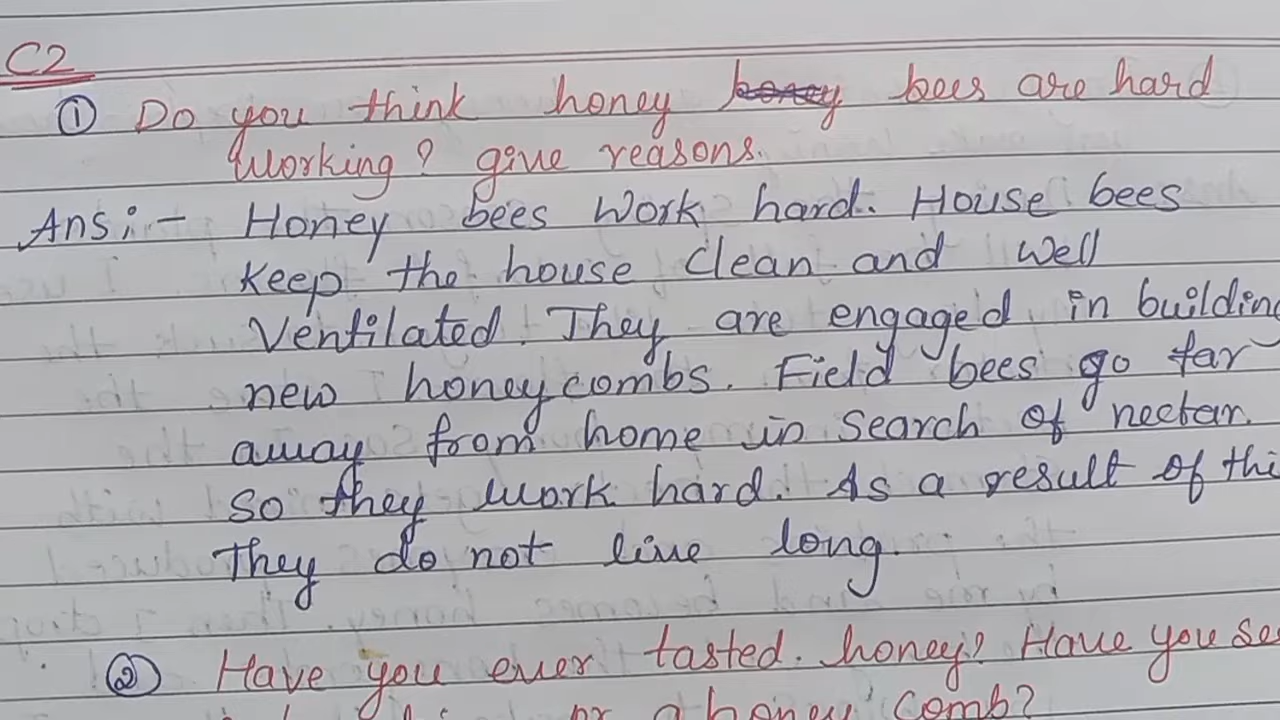 C2
① Do you think honey honey bees are hard
working? give reasons.
Ans:- Honey bees work hard. House bees
keep the house clean and well
Ventilated. They are engaged in building
new honeycombs. Field bees go far
away from home in search of nectar.
So they work hard. As a result of thi
They do not live long.
② Have you ever tasted. honey? Have you se
or a honey comb?